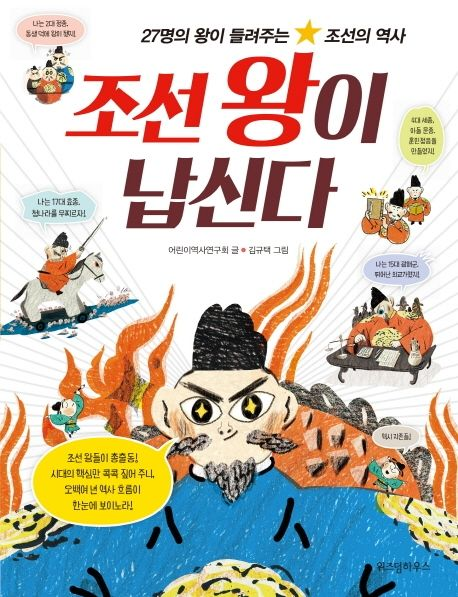 27명의 왕이 들려주는 ★ 조선의 역사
조선 왕이
납신다
어린이역사연구회 글 • 김규택 그림
나는 2대 정종,
동생 덕에 왕이 됐지!
4대 세종,
아들 문종,
훈민정음을
만들었지!
나는 17대 효종,
청나라를 무찌르자!
나는 15대 광해군,
뛰어난 외교가였지!
역시 지존들!
조선 왕들이 총출동!
시대의 핵심만 콕콕 짚어 주니,
오백여 년 역사 흐름이
한눈에 보이노라!
위즈덤하우스